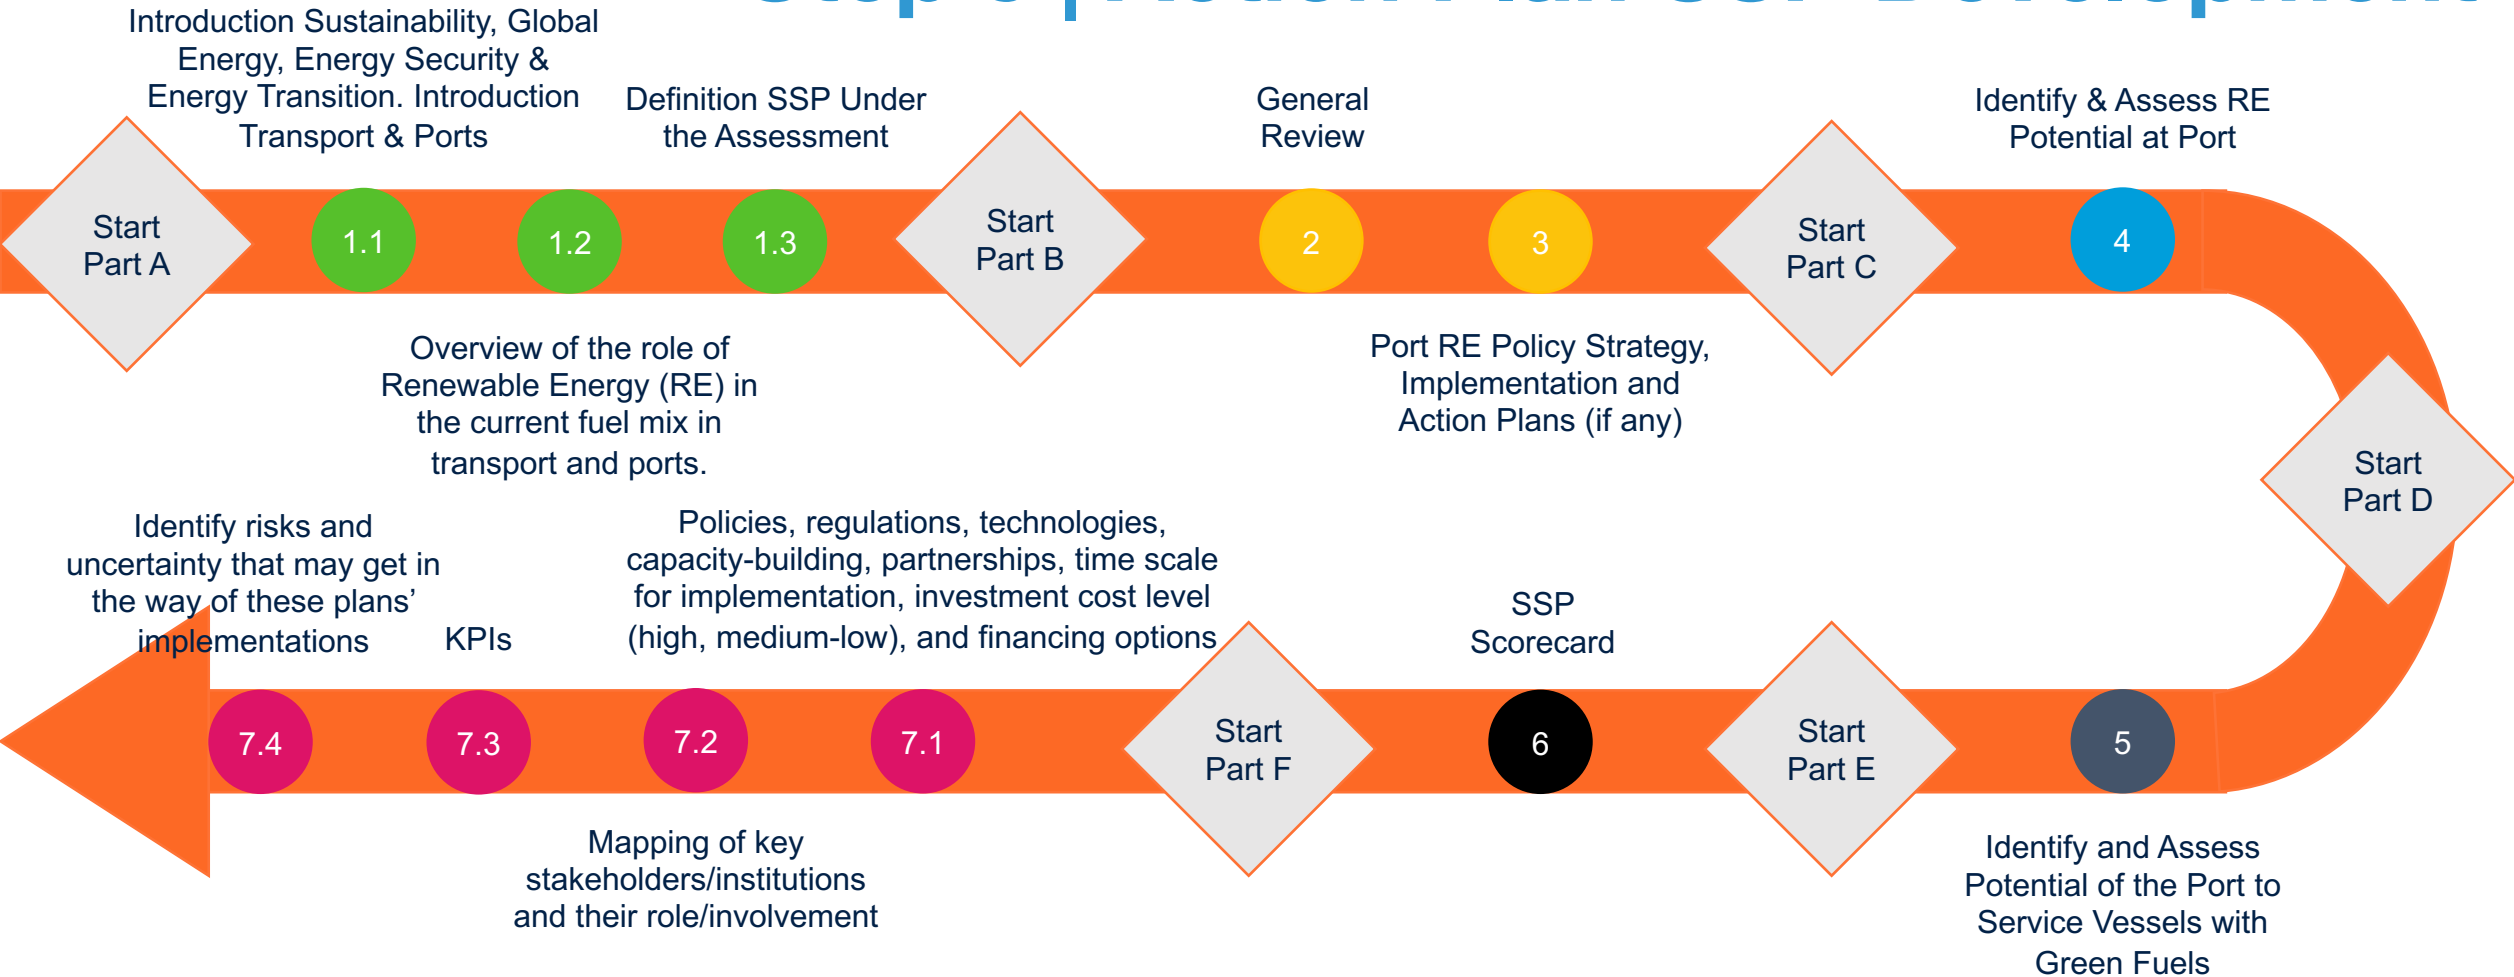 Introduction Sustainability, Global
Energy, Energy Security &
Energy Transition. Introduction
Transport & Ports
Definition SSP Under
the Assessment
General
Review
Identify & Assess RE
Potential at Port
Start
Part A
1.1
1.2
1.3
Start
Part B
2
3
Start
Part C
4
Overview of the role of
Renewable Energy (RE) in
the current fuel mix in
transport and ports.
Port RE Policy Strategy,
Implementation and
Action Plans (if any)
Start
Part D
Identify risks and
uncertainty that may get in
the way of these plans’
implementations
KPIs
Policies, regulations, technologies,
capacity-building, partnerships, time scale
for implementation, investment cost level
(high, medium-low), and financing options
SSP
Scorecard
7.4
7.3
7.2
7.1
Start
Part F
6
Start
Part E
5
Mapping of key
stakeholders/institutions
and their role/involvement
Identify and Assess
Potential of the Port to
Service Vessels with
Green Fuels